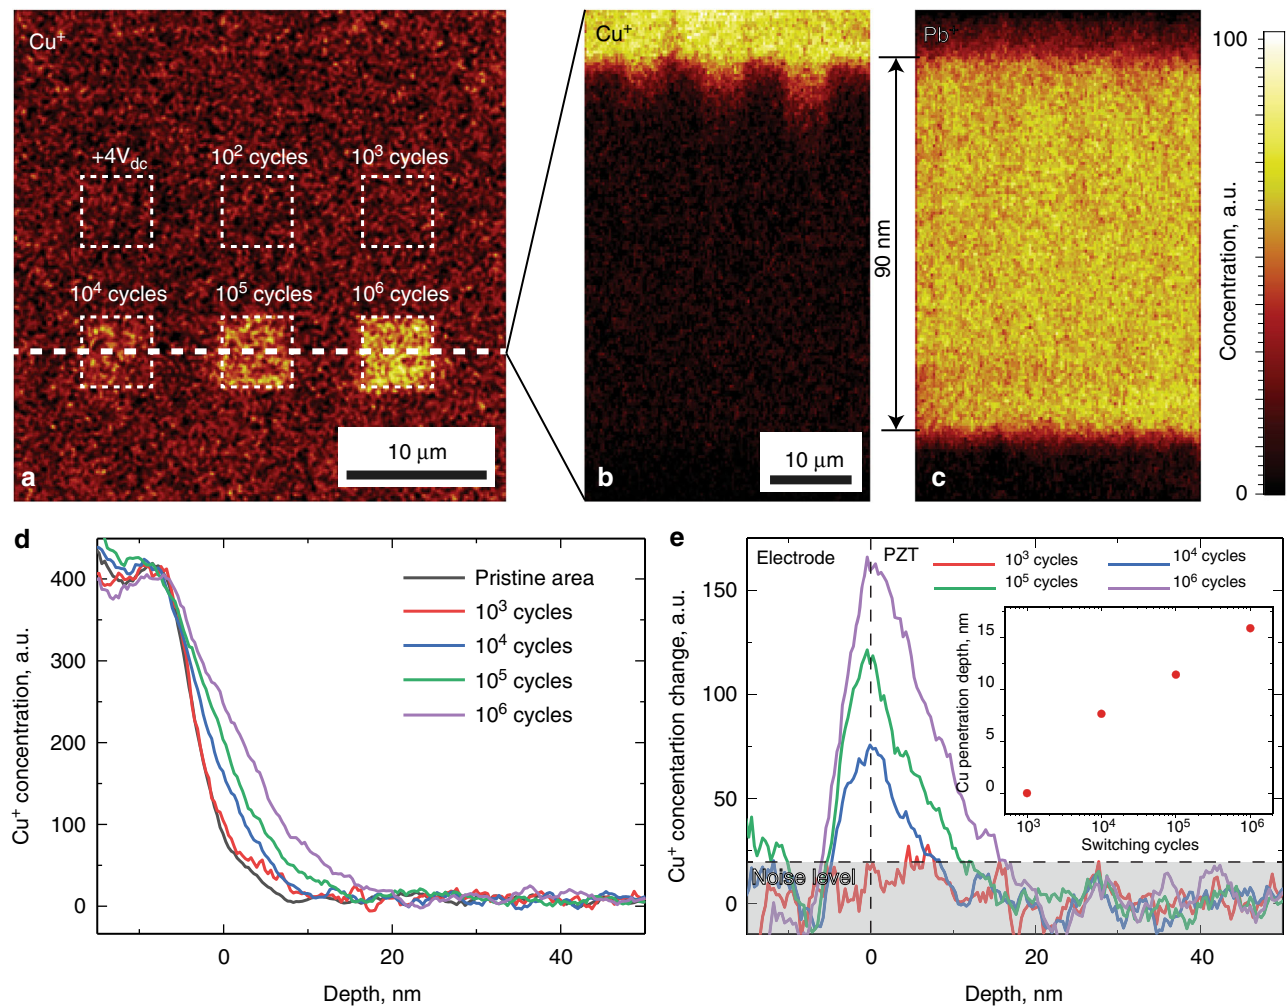 Cu⁺
+4V_dc
10² cycles
10³ cycles
10⁴ cycles
10⁵ cycles
10⁶ cycles
10 μm
a
Cu⁺
10 μm
b
Pb⁺
90 nm
c
100
Concentration, a.u.
0
d
400
300
200
100
0
Cu⁺ concentration, a.u.
Pristine area
10³ cycles
10⁴ cycles
10⁵ cycles
10⁶ cycles
0
20
40
Depth, nm
e
Electrode
PZT
10³ cycles
10⁴ cycles
10⁵ cycles
10⁶ cycles
150
100
50
0
Cu⁺ concentartion change, a.u.
Noise level
15
10
5
0
Cu penetration depth, nm
10³
10⁴
10⁵
10⁶
Switching cycles
0
20
40
Depth, nm